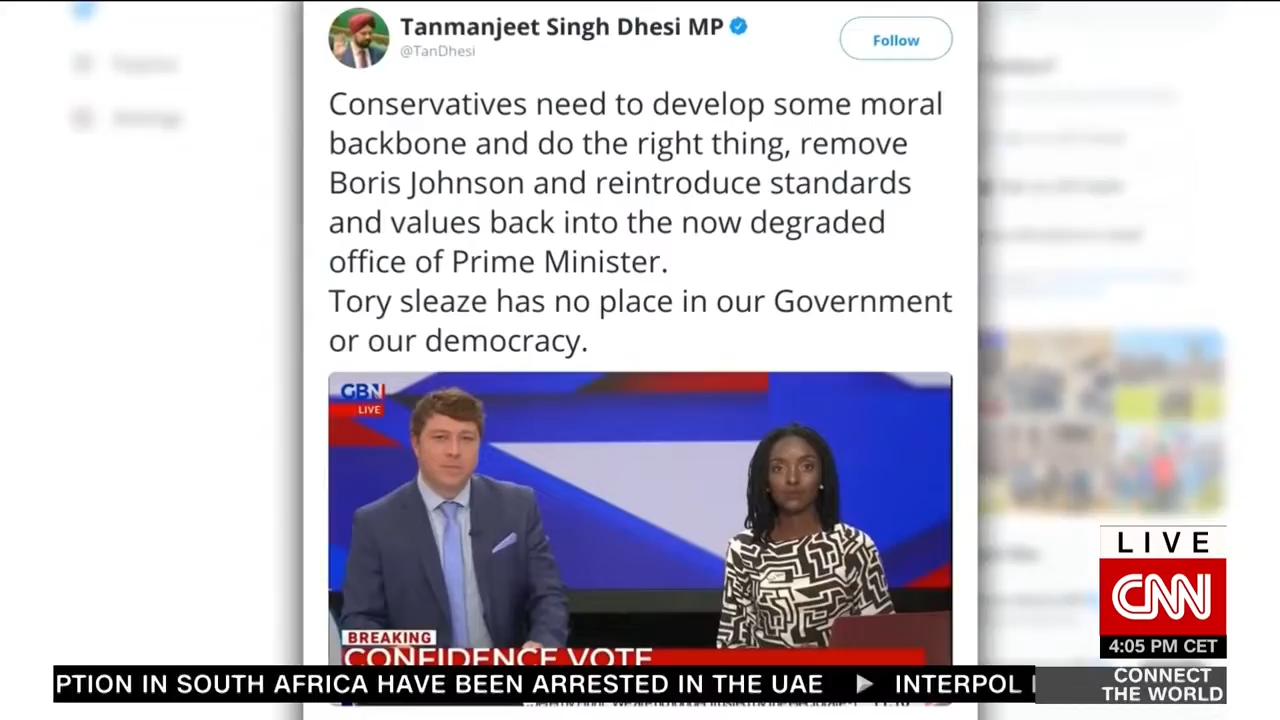 Tanmanjeet Singh Dhesi MP
@TanDhesi
Follow
Conservatives need to develop some moral
backbone and do the right thing, remove
Boris Johnson and reintroduce standards
and values back into the now degraded
office of Prime Minister.
Tory sleaze has no place in our Government
or our democracy.
GBN
LIVE
BREAKING
CONFIDENCE VOTE
LIVE
CNN
4:05 PM CET
PTION IN SOUTH AFRICA HAVE BEEN ARRESTED IN THE UAE ▶ INTERPOL
CONNECT
THE WORLD